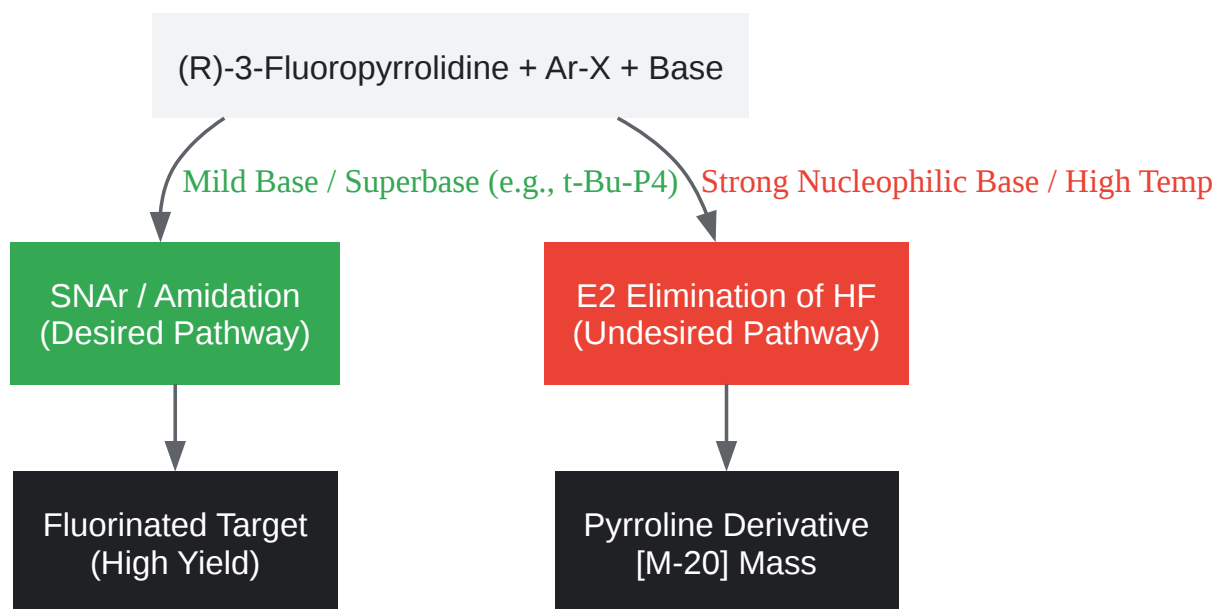 (R)-3-Fluoropyrrolidine + Ar-X + Base
Mild Base / Superbase (e.g., t-Bu-P4)
Strong Nucleophilic Base / High Temp
SNAr / Amidation
(Desired Pathway)
E2 Elimination of HF
(Undesired Pathway)
Fluorinated Target
(High Yield)
Pyrroline Derivative
[M-20] Mass